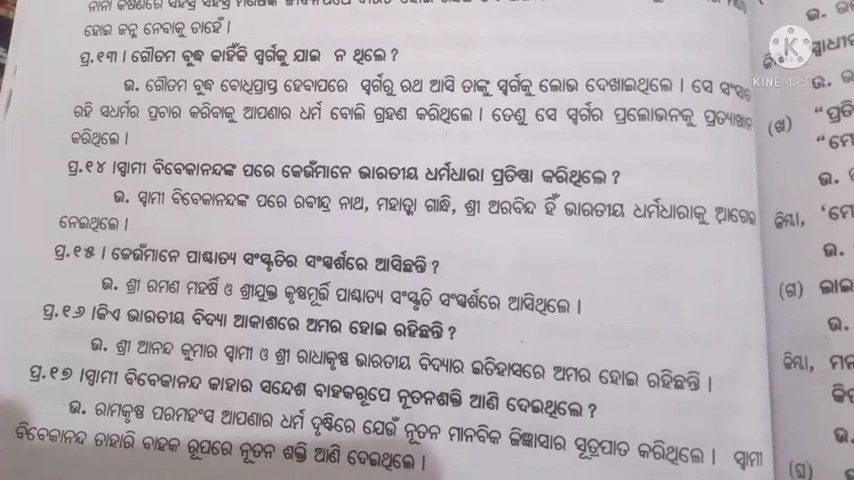 ହୋଇ ଜନ୍ମ ନେବାକୁ ଚାହେଁ ।
ପ୍ର.୧୩ । ଗୌତମ ବୁଦ୍ଧ କାହିଁକି ସ୍ୱର୍ଗକୁ ଯାଇ ନ ଥିଲେ ?
ଉ. ଗୌତମ ବୁଦ୍ଧ ବୋଧିପ୍ରାପ୍ତ ହେବାପରେ ସ୍ୱର୍ଗରୁ ରଥ ଆସି ତାଙ୍କୁ ସ୍ୱର୍ଗକୁ ଲୋଭ ଦେଖାଇଥିଲେ । ସେ ସଂସାର
ରହି ସଧର୍ମର ପ୍ରଚାର କରିବାକୁ ଆପଣାର ଧର୍ମ ବୋଲି ଗ୍ରହଣ କରିଥିଲେ । ତେଣୁ ସେ ସ୍ୱର୍ଗର ପ୍ରଲୋଭନକୁ ପ୍ରତ୍ୟାଖ୍ୟାନ
କରିଥିଲେ ।
ପ୍ର.୧୪ ।ସ୍ୱାମୀ ବିବେକାନନ୍ଦଙ୍କ ପରେ କେଉଁମାନେ ଭାରତୀୟ ଧର୍ମଧାରା ପ୍ରତିଷ୍ଠା କରିଥିଲେ ?
ଉ. ସ୍ୱାମୀ ବିବେକାନନ୍ଦଙ୍କ ପରେ ରବୀନ୍ଦ୍ର ନାଥ, ମହାତ୍ମା ଗାନ୍ଧି, ଶ୍ରୀ ଅରବିନ୍ଦ ହିଁ ଭାରତୀୟ ଧର୍ମଧାରାକୁ ଆଗେଇ
ନେଇଥିଲେ ।
ପ୍ର.୧୫ । କେଉଁମାନେ ପାଶ୍ଚାତ୍ୟ ସଂସ୍କୃତିର ସଂସ୍ପର୍ଶରେ ଆସିଛନ୍ତି ?
ଉ. ଶ୍ରୀ ରମଣ ମହର୍ଷି ଓ ଶ୍ରୀଯୁକ୍ତ କୃଷ୍ଣମୂର୍ତ୍ତି ପାଶ୍ଚାତ୍ୟ ସଂସ୍କୃତି ସଂସ୍ପର୍ଶରେ ଆସିଥିଲେ ।
ପ୍ର.୧୬ ।କିଏ ଭାରତୀୟ ବିଦ୍ୟା ଆକାଶରେ ଅମର ହୋଇ ରହିଛନ୍ତି ?
ଉ. ଶ୍ରୀ ଆନନ୍ଦ କୁମାର ସ୍ୱାମୀ ଓ ଶ୍ରୀ ରାଧାକୃଷ୍ଣ ଭାରତୀୟ ବିଦ୍ୟାର ଇତିହାସରେ ଅମର ହୋଇ ରହିଛନ୍ତି ।
ପ୍ର.୧୭ ।ସ୍ୱାମୀ ବିବେକାନନ୍ଦ କାହାର ସନ୍ଦେଶ ବାହକରୂପେ ନୂତନଶକ୍ତି ଆଣି ଦେଇଥିଲେ ?
ଉ. ରାମକୃଷ୍ଣ ପରମହଂସ ଆପଣାର ଧର୍ମ ଦୃଷ୍ଟିରେ ଯେଉଁ ନୂତନ ମାନବିକ ଜିଜ୍ଞାସାର ସୂତ୍ରପାତ କରିଥିଲେ । ସ୍ୱାମୀ
ବିବେକାନନ୍ଦ ତାହାରି ବାହକ ରୂପରେ ନୂତନ ଶକ୍ତି ଆଣି ଦେଇଥିଲେ ।
ଉ.
(ଖ)
ଉ.
କିମ୍ବା, 'ମୋ
ଉ.
(ଗ)
ଉ.
କିମ୍ବା,
ଉ.
(ଘ)
K
KINEMAS